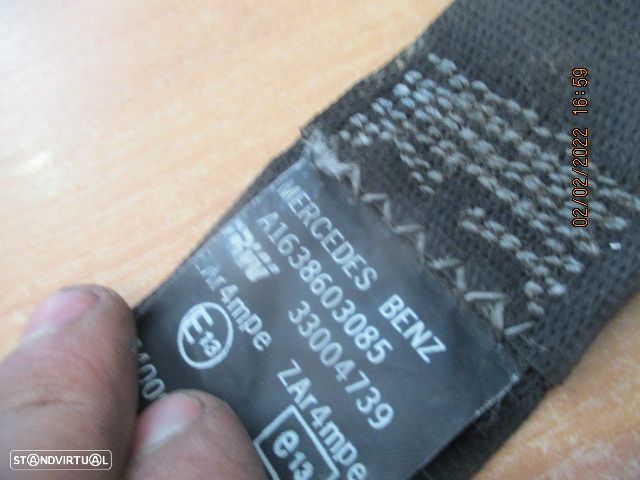 MERCEDES BENZ
A1638603085
TRW 33004739
ZAr4mpe
E13
ZAr4mpe
e13
02/02/2022 16:59
STANDVIRTUAL